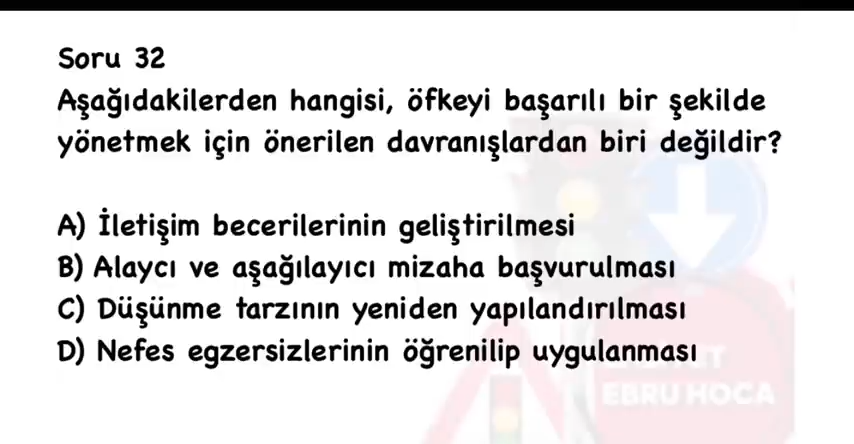 Soru 32
Aşağıdakilerden hangisi, öfkeyi başarılı bir şekilde
yönetmek için önerilen davranışlardan biri değildir?
A) İletişim becerilerinin geliştirilmesi
B) Alaycı ve aşağılayıcı mizaha başvurulması
C) Düşünme tarzının yeniden yapılandırılması
D) Nefes egzersizlerinin öğrenilip uygulanması
EBRU HOCA